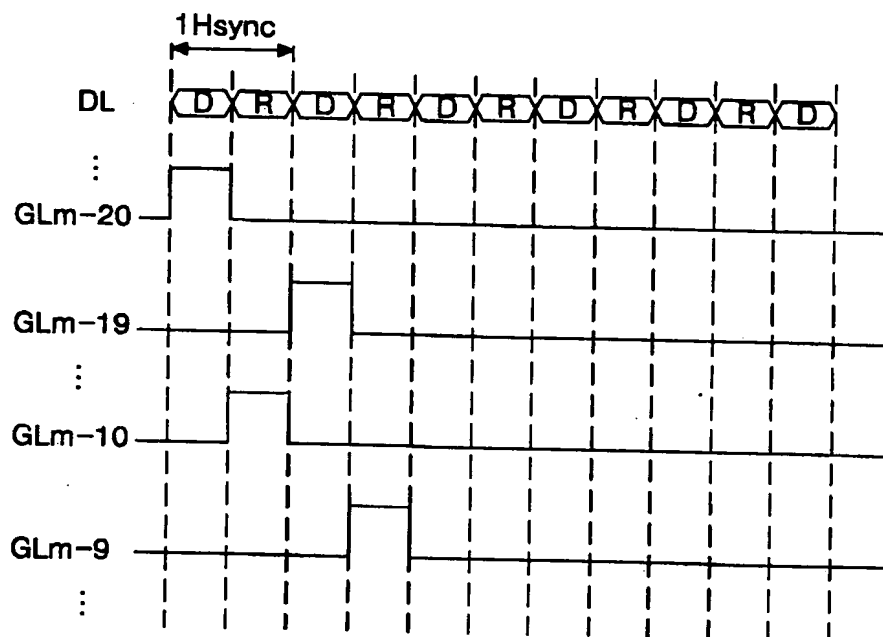 1Hsync
DL D R D R D R D R D R D
⋮
GLm-20
GLm-19
⋮
GLm-10
GLm-9
⋮